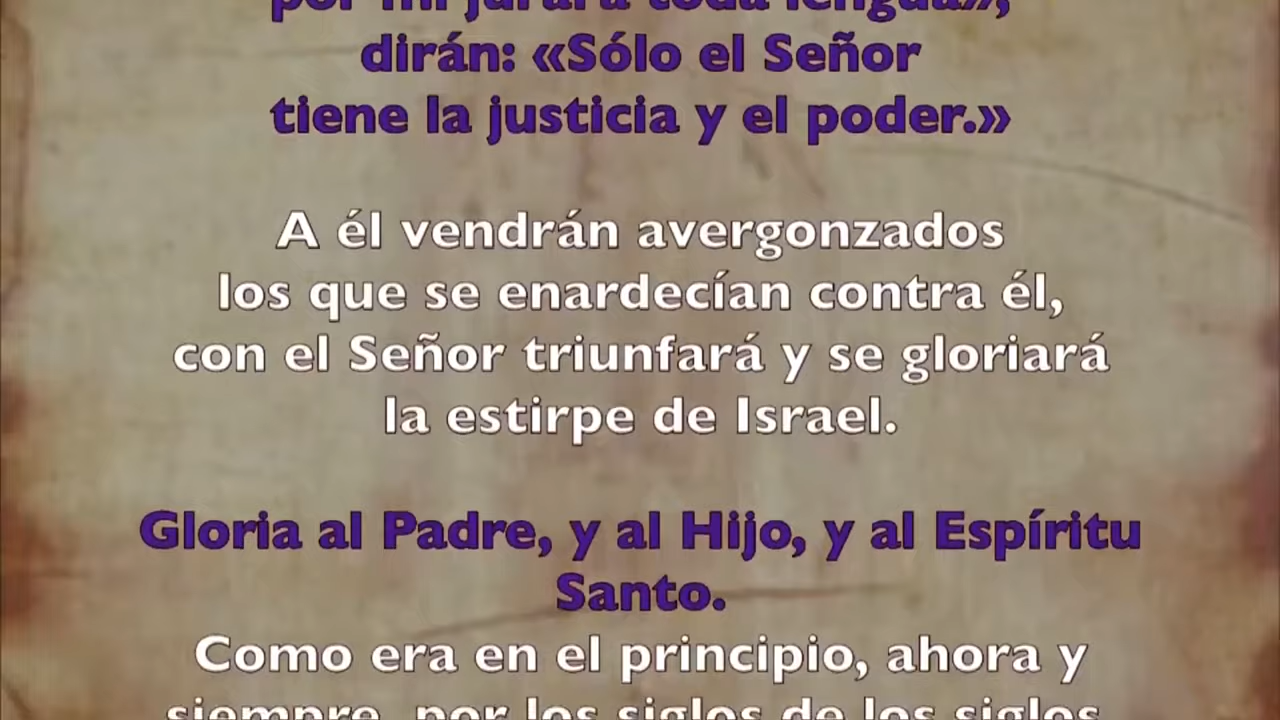 por mí jurará toda lengua»,
dirán: «Sólo el Señor
tiene la justicia y el poder.»
A él vendrán avergonzados
los que se enardecían contra él,
con el Señor triunfará y se gloriará
la estirpe de Israel.
Gloria al Padre, y al Hijo, y al Espíritu
Santo.
Como era en el principio, ahora y
siempre, por los siglos de los siglos.